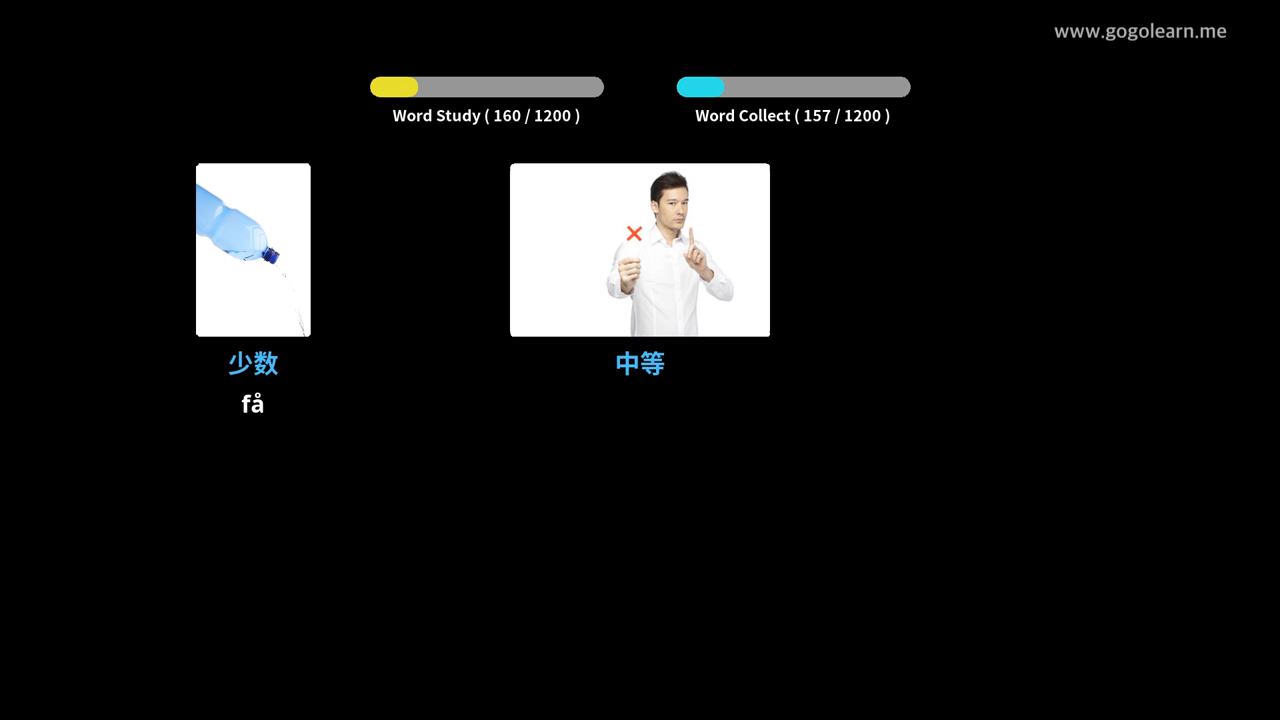 www.gogolearn.me
Word Study ( 160 / 1200 )
Word Collect ( 157 / 1200 )
少数
få
中等